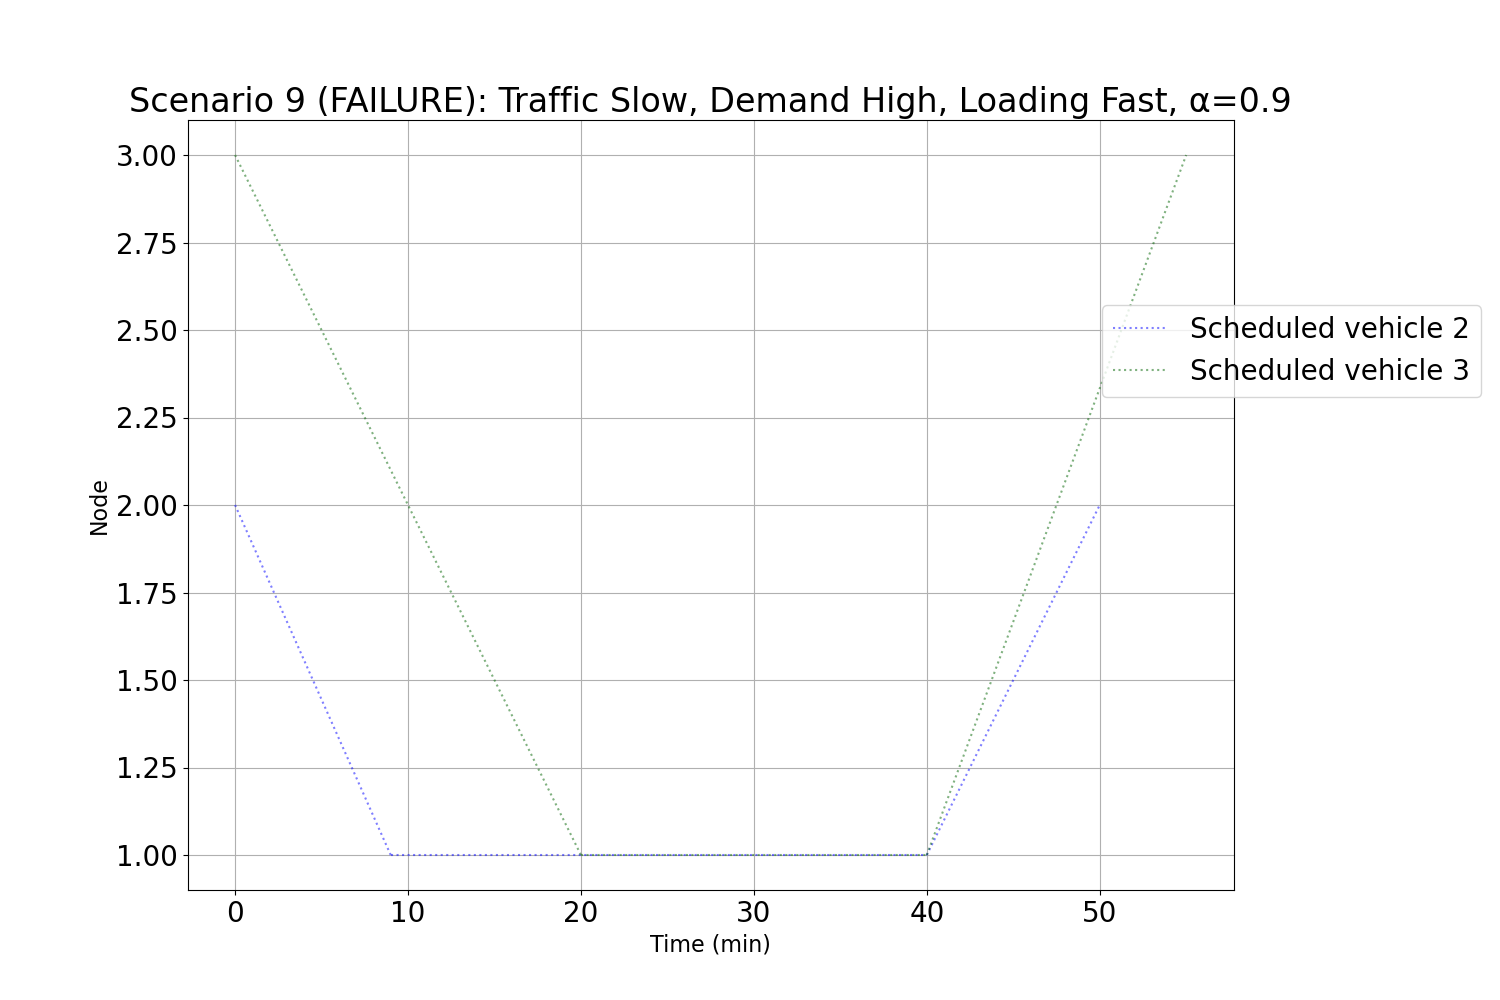 Scenario 9 (FAILURE): Traffic Slow, Demand High, Loading Fast, α=0.9
3.00
2.75
2.50
2.25
2.00
1.75
1.50
1.25
1.00
Node
0 10 20 30 40 50
Time (min)
Scheduled vehicle 2
Scheduled vehicle 3